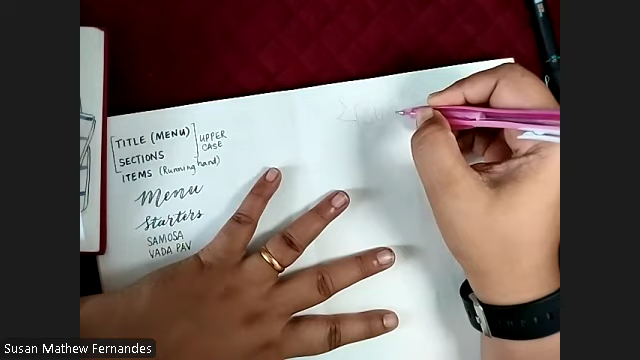 TITLE (MENU)
SECTIONS
UPPER
CASE
ITEMS (Running hand)
Menu
Starters
SAMOSA
VADA PAV
Susan Mathew Fernandes